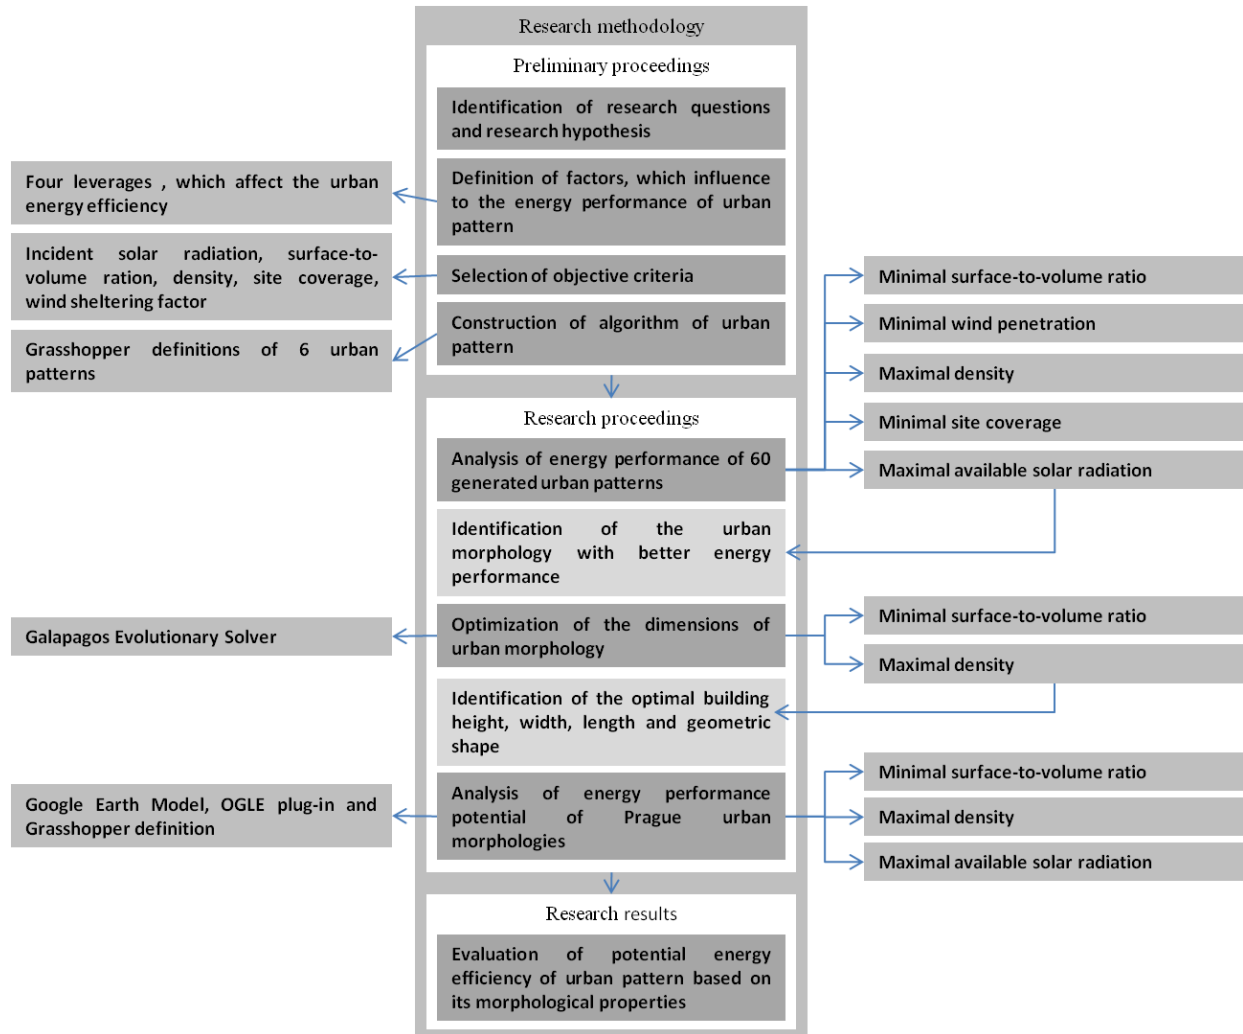 Research methodology
Preliminary proceedings
Identification of research questions
and research hypothesis
Four leverages , which affect the urban
energy efficiency
Definition of factors, which influence
to the energy performance of urban
pattern
Incident solar radiation, surface-to-
volume ration, density, site coverage,
wind sheltering factor
Selection of objective criteria
Grasshopper definitions of 6 urban
patterns
Construction of algorithm of urban
pattern
Research proceedings
Analysis of energy performance of 60
generated urban patterns
Minimal surface-to-volume ratio
Minimal wind penetration
Maximal density
Minimal site coverage
Maximal available solar radiation
Identification of the urban
morphology with better energy
performance
Galapagos Evolutionary Solver
Optimization of the dimensions of
urban morphology
Minimal surface-to-volume ratio
Maximal density
Identification of the optimal building
height, width, length and geometric
shape
Google Earth Model, OGLE plug-in and
Grasshopper definition
Analysis of energy performance
potential of Prague urban
morphologies
Minimal surface-to-volume ratio
Maximal density
Maximal available solar radiation
Research results
Evaluation of potential energy
efficiency of urban pattern based on
its morphological properties